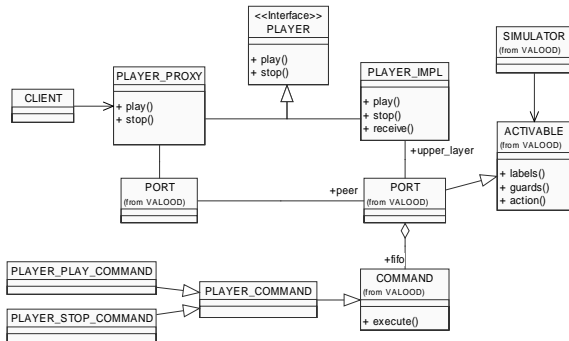 <<Interface>>
PLAYER
+ play()
+ stop()
SIMULATOR
(from VALOOD)
PLAYER_PROXY
+ play()
+ stop()
PLAYER_IMPL
+ play()
+ stop()
+ receive()
CLIENT
ACTIVABLE
(from VALOOD)
+ labels()
+ guards()
+ action()
+upper_layer
PORT
(from VALOOD)
+peer
PORT
(from VALOOD)
+fifo
PLAYER_PLAY_COMMAND
PLAYER_COMMAND
COMMAND
(from VALOOD)
+ execute()
PLAYER_STOP_COMMAND